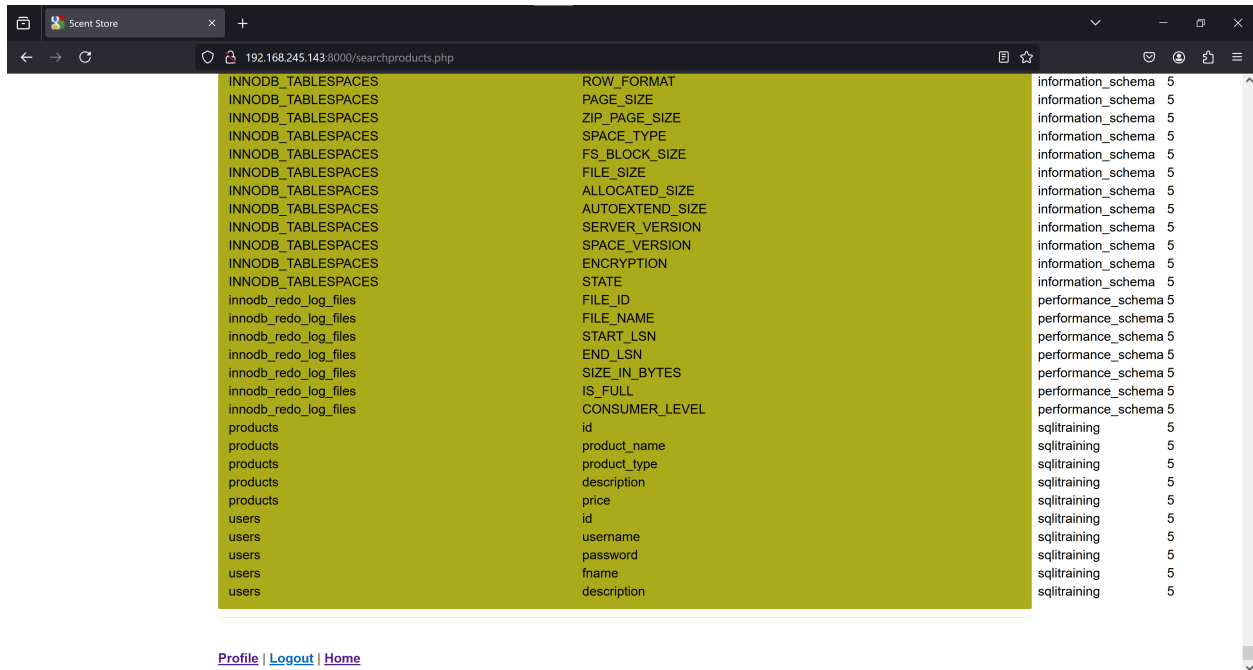 5cent Store
192.168.245.143:8000/searchproducts.php
INNODB_TABLESPACES ROW_FORMAT information_schema 5
INNODB_TABLESPACES PAGE_SIZE information_schema 5
INNODB_TABLESPACES ZIP_PAGE_SIZE information_schema 5
INNODB_TABLESPACES SPACE_TYPE information_schema 5
INNODB_TABLESPACES FS_BLOCK_SIZE information_schema 5
INNODB_TABLESPACES FILE_SIZE information_schema 5
INNODB_TABLESPACES ALLOCATED_SIZE information_schema 5
INNODB_TABLESPACES AUTOEXTEND_SIZE information_schema 5
INNODB_TABLESPACES SERVER_VERSION information_schema 5
INNODB_TABLESPACES SPACE_VERSION information_schema 5
INNODB_TABLESPACES ENCRYPTION information_schema 5
INNODB_TABLESPACES STATE information_schema 5
innodb_redo_log_files FILE_ID performance_schema 5
innodb_redo_log_files FILE_NAME performance_schema 5
innodb_redo_log_files START_LSN performance_schema 5
innodb_redo_log_files END_LSN performance_schema 5
innodb_redo_log_files SIZE_IN_BYTES performance_schema 5
innodb_redo_log_files IS_FULL performance_schema 5
innodb_redo_log_files CONSUMER_LEVEL performance_schema 5
products id sqlitraining 5
products product_name sqlitraining 5
products product_type sqlitraining 5
products description sqlitraining 5
products price sqlitraining 5
users id sqlitraining 5
users username sqlitraining 5
users password sqlitraining 5
users fname sqlitraining 5
users description sqlitraining 5
Profile | Logout | Home